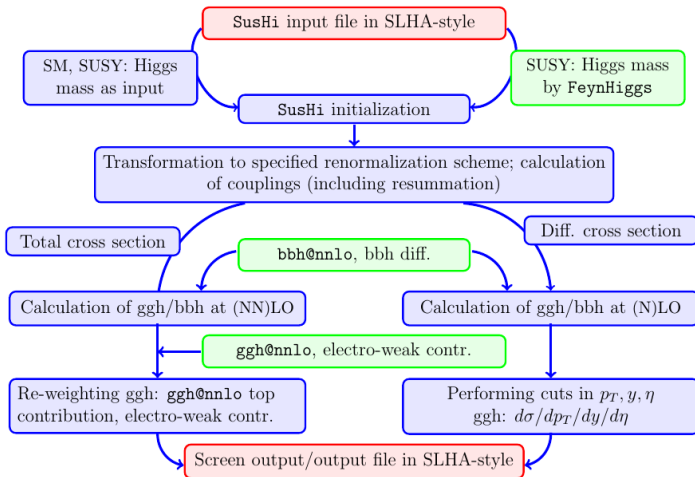 SusHi input file in SLHA-style
SM, SUSY: Higgs
mass as input
SUSY: Higgs mass
by FeynHiggs
SusHi initialization
Transformation to specified renormalization scheme; calculation
of couplings (including resummation)
Total cross section
Diff. cross section
bbh@nnlo, bbh diff.
Calculation of ggh/bbh at (NN)LO
Calculation of ggh/bbh at (N)LO
ggh@nnlo, electro-weak contr.
Re-weighting ggh: ggh@nnlo top
contribution, electro-weak contr.
Performing cuts in p_T, y, η
ggh: dσ/dp_T/dy/dη
Screen output/output file in SLHA-style